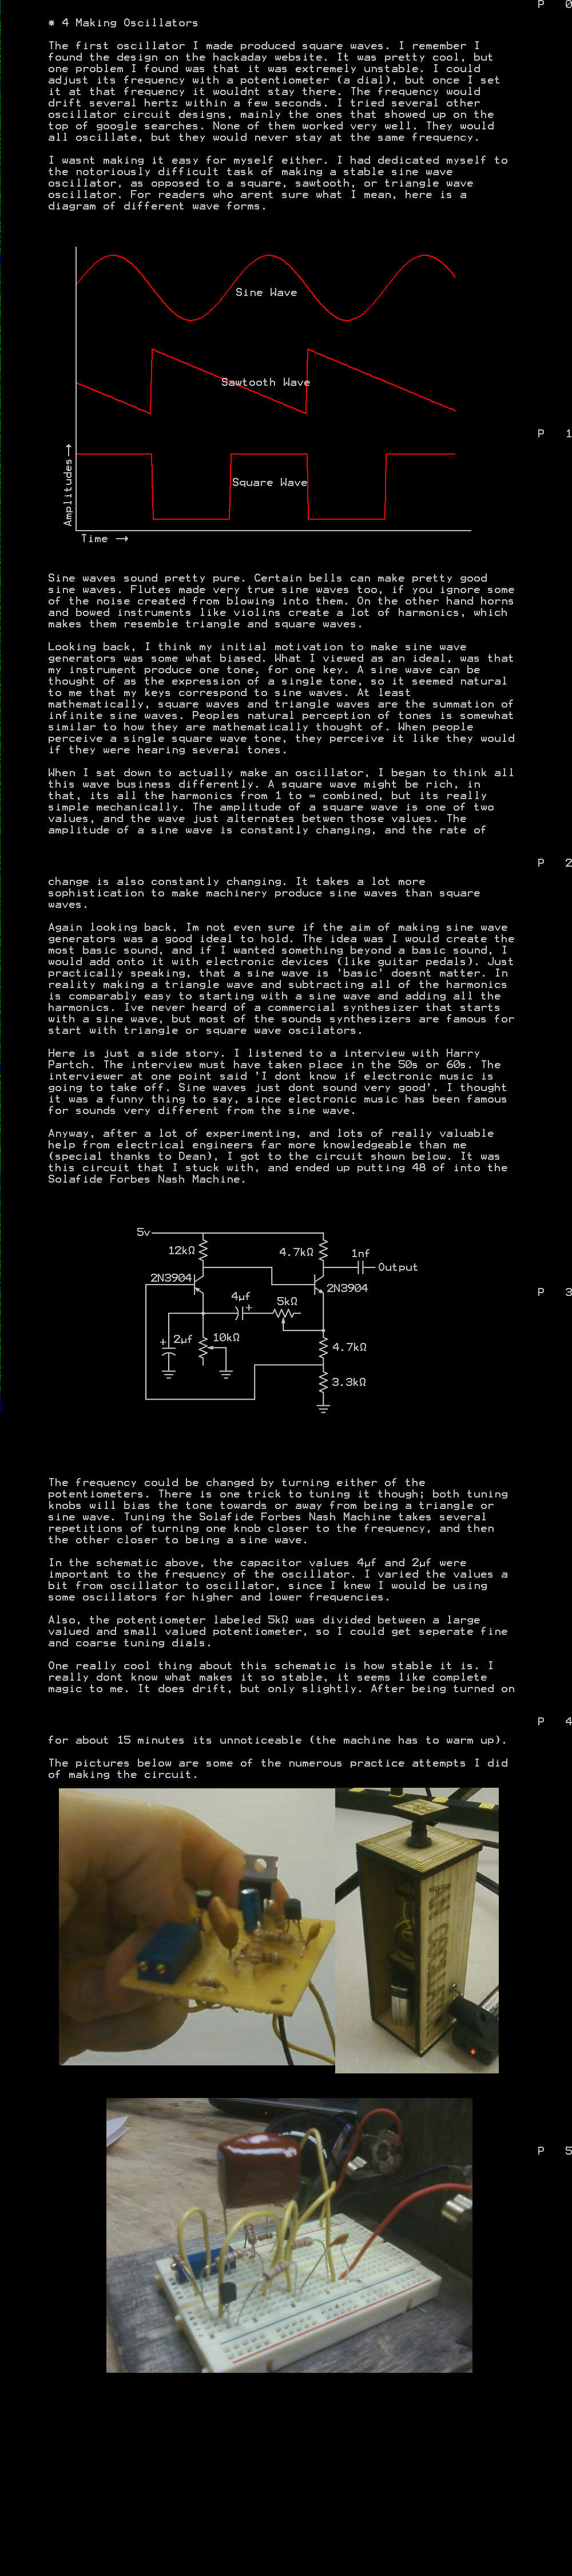 P 0
* 4 Making Oscillators
The first oscillator I made produced square waves. I remember I
found the design on the hackaday website. It was pretty cool, but
one problem I found was that it was extremely unstable. I could
adjust its frequency with a potentiometer (a dial), but once I set
it at that frequency it wouldnt stay there. The frequency would
drift several hertz within a few seconds. I tried several other
oscillator circuit designs, mainly the ones that showed up on the
top of google searches. None of them worked very well. They would
all oscillate, but they would never stay at the same frequency.
I wasnt making it easy for myself either. I had dedicated myself to
the notoriously difficult task of making a stable sine wave
oscillator, as opposed to a square, sawtooth, or triangle wave
oscillator. For readers who arent sure what I mean, here is a
diagram of different wave forms.
Sine Wave
Sawtooth Wave
P 1
Square Wave
Amplitudes→
Time →
Sine waves sound pretty pure. Certain bells can make pretty good
sine waves. Flutes made very true sine waves too, if you ignore some
of the noise created from blowing into them. On the other hand horns
and bowed instruments like violins create a lot of harmonics, which
makes them resemble triangle and square waves.
Looking back, I think my initial motivation to make sine wave
generators was some what biased. What I viewed as an ideal, was that
my instrument produce one tone, for one key. A sine wave can be
thought of as the expression of a single tone, so it seemed natural
to me that my keys correspond to sine waves. At least
mathematically, square waves and triangle waves are the summation of
infinite sine waves. Peoples natural perception of tones is somewhat
similar to how they are mathematically thought of. When people
perceive a single square wave tone, they perceive it like they would
if they were hearing several tones.
When I sat down to actually make an oscillator, I began to think all
this wave business differently. A square wave might be rich, in
that, its all the harmonics from 1 to ∞ combined, but its really
simple mechanically. The amplitude of a square wave is one of two
values, and the wave just alternates betwen those values. The
amplitude of a sine wave is constantly changing, and the rate of
P 2
change is also constantly changing. It takes a lot more
sophistication to make machinery produce sine waves than square
waves.
Again looking back, Im not even sure if the aim of making sine wave
generators was a good ideal to hold. The idea was I would create the
most basic sound, and if I wanted something beyond a basic sound, I
would add onto it with electronic devices (like guitar pedals). Just
practically speaking, that a sine wave is 'basic' doesnt matter. In
reality making a triangle wave and subtracting all of the harmonics
is comparably easy to starting with a sine wave and adding all the
harmonics. Ive never heard of a commercial synthesizer that starts
with a sine wave, but most of the sounds synthesizers are famous for
start with triangle or square wave oscilators.
Here is just a side story. I listened to a interview with Harry
Partch. The interview must have taken place in the 50s or 60s. The
interviewer at one point said 'I dont know if electronic music is
going to take off. Sine waves just dont sound very good'. I thought
it was a funny thing to say, since electronic music has been famous
for sounds very different from the sine wave.
Anyway, after a lot of experimenting, and lots of really valuable
help from electrical engineers far more knowledgeable than me
(special thanks to Dean), I got to the circuit shown below. It was
this circuit that I stuck with, and ended up putting 48 of into the
Solafide Forbes Nash Machine.
5v
12kΩ
4.7kΩ
1nf
Output
2N3904
2N3904
P 3
4µf
+
5kΩ
+
2µf
10kΩ
4.7kΩ
3.3kΩ
The frequency could be changed by turning either of the
potentiometers. There is one trick to tuning it though; both tuning
knobs will bias the tone towards or away from being a triangle or
sine wave. Tuning the Solafide Forbes Nash Machine takes several
repetitions of turning one knob closer to the frequency, and then
the other closer to being a sine wave.
In the schematic above, the capacitor values 4µf and 2µf were
important to the frequency of the oscillator. I varied the values a
bit from oscillator to oscillator, since I knew I would be using
some oscillators for higher and lower frequencies.
Also, the potentiometer labeled 5kΩ was divided between a large
valued and small valued potentiometer, so I could get seperate fine
and coarse tuning dials.
One really cool thing about this schematic is how stable it is. I
really dont know what makes it so stable, it seems like complete
magic to me. It does drift, but only slightly. After being turned on
P 4
for about 15 minutes its unnoticeable (the machine has to warm up).
The pictures below are some of the numerous practice attempts I did
of making the circuit.
P 5